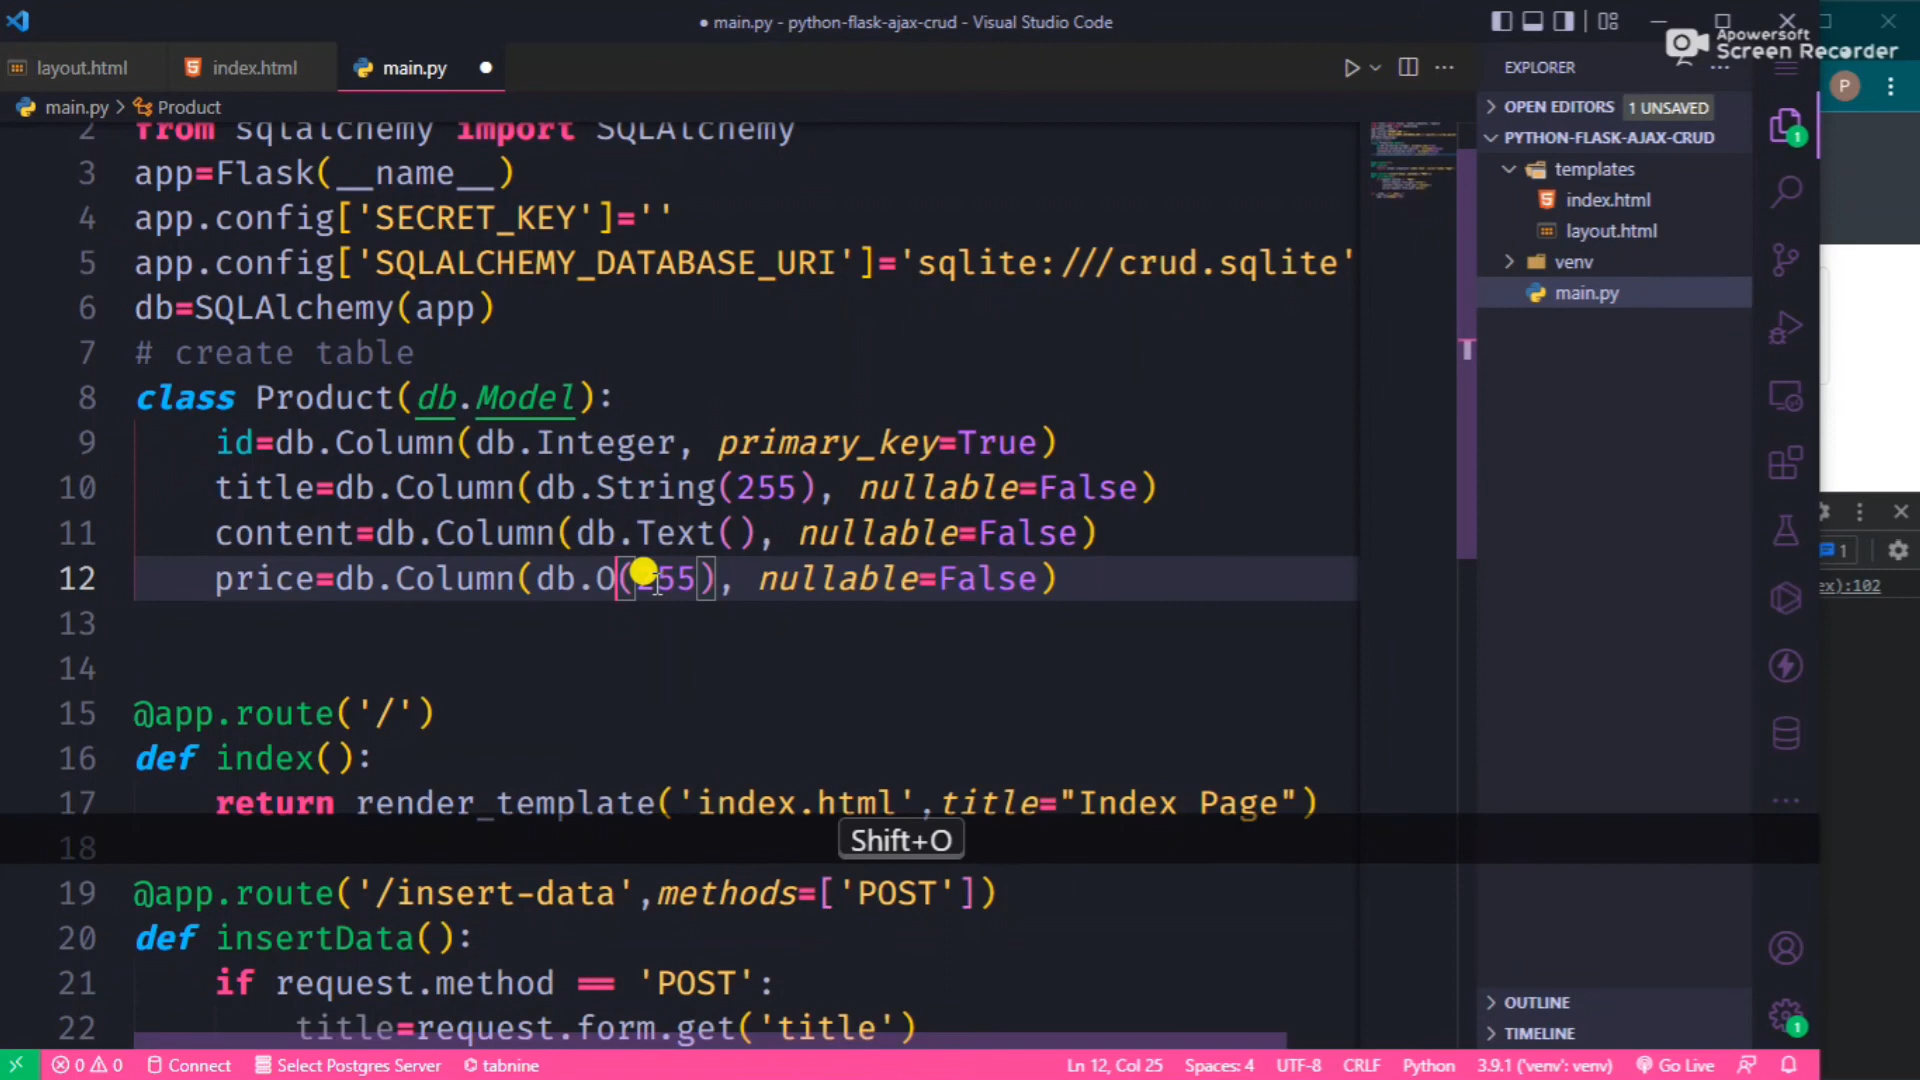 ● main.py - python-flask-ajax-crud - Visual Studio Code
Apowersoft
Screen Recorder
layout.html
index.html
main.py ●
EXPLORER
P
main.py > Product
OPEN EDITORS 1 UNSAVED
PYTHON-FLASK-AJAX-CRUD
templates
index.html
layout.html
venv
main.py
2 from sqlalchemy import SQLAlchemy
3 app=Flask(__name__)
4 app.config['SECRET_KEY']=''
5 app.config['SQLALCHEMY_DATABASE_URI']='sqlite:///crud.sqlite'
6 db=SQLAlchemy(app)
7 # create table
8 class Product(db.Model):
9 id=db.Column(db.Integer, primary_key=True)
10 title=db.Column(db.String(255), nullable=False)
11 content=db.Column(db.Text(), nullable=False)
12 price=db.Column(db.O(255), nullable=False)
13
14
15 @app.route('/')
16 def index():
17 return render_template('index.html',title="Index Page")
18
Shift+O
19 @app.route('/insert-data',methods=['POST'])
20 def insertData():
21 if request.method == 'POST':
22 title=request.form.get('title')
1
1
ex):102
OUTLINE
TIMELINE
1
0 0 Connect Select Postgres Server tabnine Ln 12, Col 25 Spaces: 4 UTF-8 CRLF Python 3.9.1 ('venv': venv) Go Live